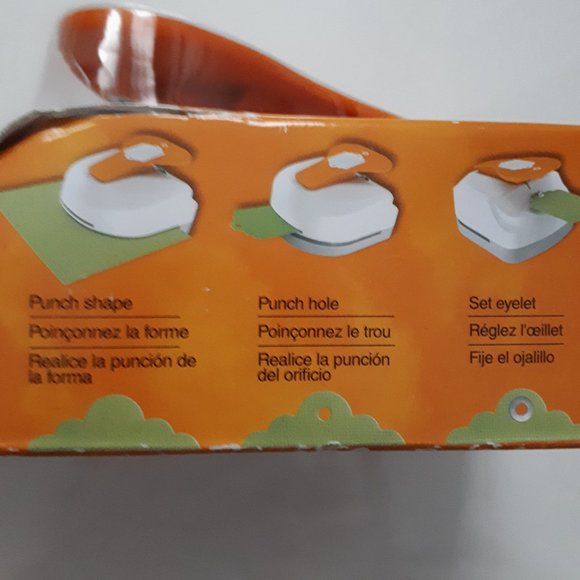 Punch shape
Poinçonnez la forme
Realice la punción de
la forma
Punch hole
Poinçonnez le trou
Realice la punción
del orificio
Set eyelet
Réglez l'œillet
Fije el ojalillo